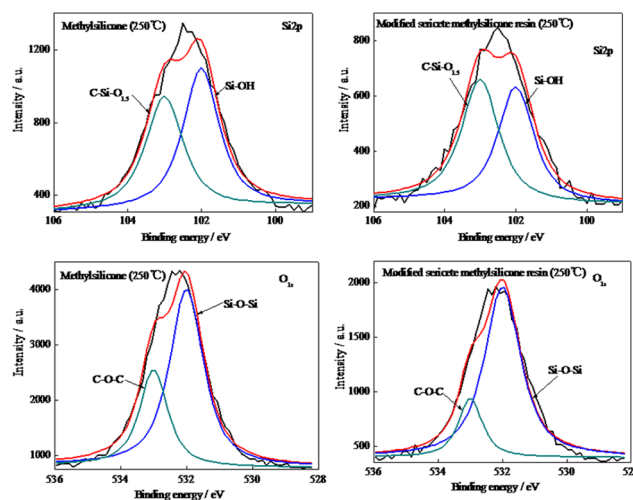 Methylsilicane (250℃)
Si2p
C-Si-O1.5
Si-OH
Intensity / a.u.
1200
800
400
106 104 102 100
Binding energy / eV
Modified sericete methylsilicone resin (250℃)
Si2p
C-Si-O1.5
Si-OH
Intensity / a.u.
800
600
400
200
106 104 102 100
Binding energy / eV
Methylsilicane (250℃)
O1s
Si-O-Si
C-O-C
Intensity / a.u.
4000
3000
2000
1000
536 534 532 530 528
Binding energy / eV
Modified sericete methylsilicone resin (250℃)
O1s
Si-O-Si
C-O-C
Intensity / a.u.
2000
1500
1000
500
536 534 532 530 528
Binding energy / eV